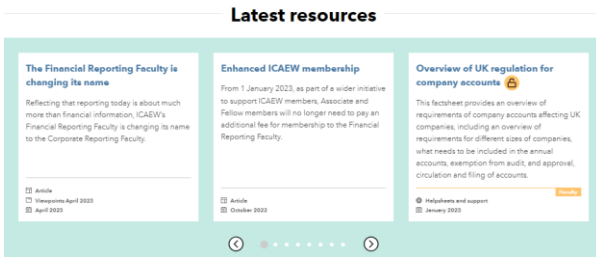 Latest resources
The Financial Reporting Faculty is
changing its name
Reflecting that reporting today is about much
more than financial information, ICAEW's
Financial Reporting Faculty is changing its name
to the Corporate Reporting Faculty.
Article
Viewpoints:April 2023
April 2023
Enhanced ICAEW membership
From 1 January 2023, as part of a wider initiative
to support ICAEW members, Associate and
Fellow members will no longer need to pay an
additional fee for membership to the Financial
Reporting Faculty.
Article
October 2022
Overview of UK regulation for
company accounts
This factsheet provides an overview of
requirements of company accounts affecting UK
companies, including an overview of
requirements for different sizes of companies,
what needs to be included in the annual
accounts, exemption from audit, and approval,
circulation and filing of accounts.
Faculty
Helpsheets and support
January 2023